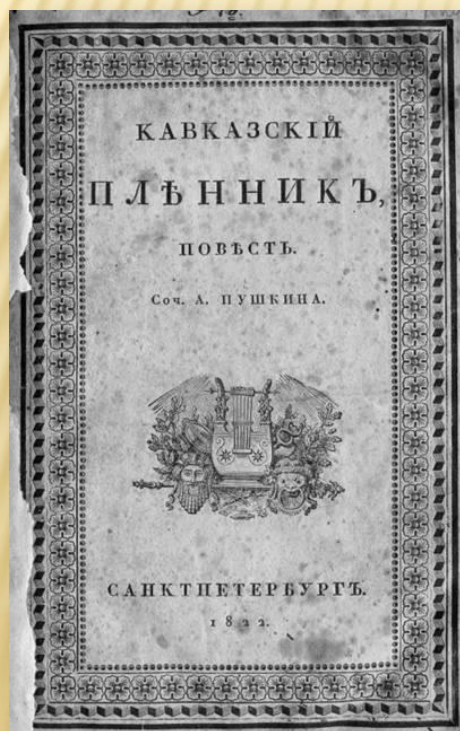 КАВКАЗСКІЙ
ПЛѢННИКЪ,
ПОВѢСТЬ.
Соч. А. ПУШКИНА.
САНКТПЕТЕРБУРГЪ.
1822.